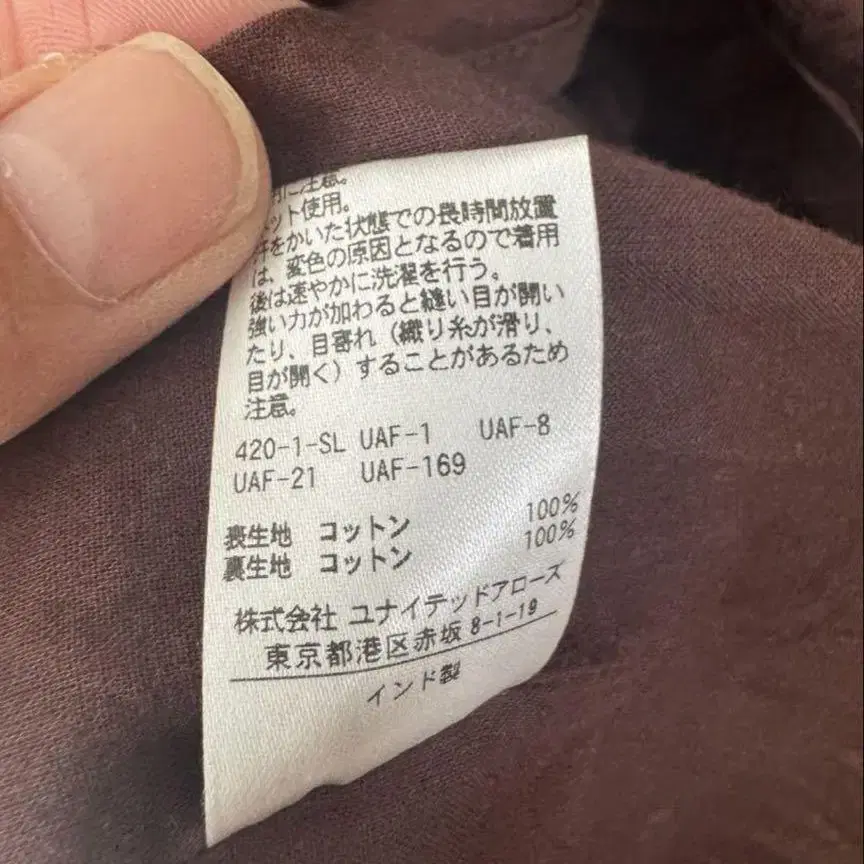 に注意。
ット使用。
汗をかいた状態での長時間放置
は、変色の原因となるので着用
後は速やかに洗濯を行う。
強い力が加わると縫い目が開い
たり、目寄れ（織り糸が滑り、
目が開く）することがあるため
注意。
420-1-SL UAF-1 UAF-8
UAF-21 UAF-169
表生地 コットン 100%
裏生地 コットン 100%
株式会社 ユナイテッドアローズ
東京都港区赤坂 8-1-19
インド製